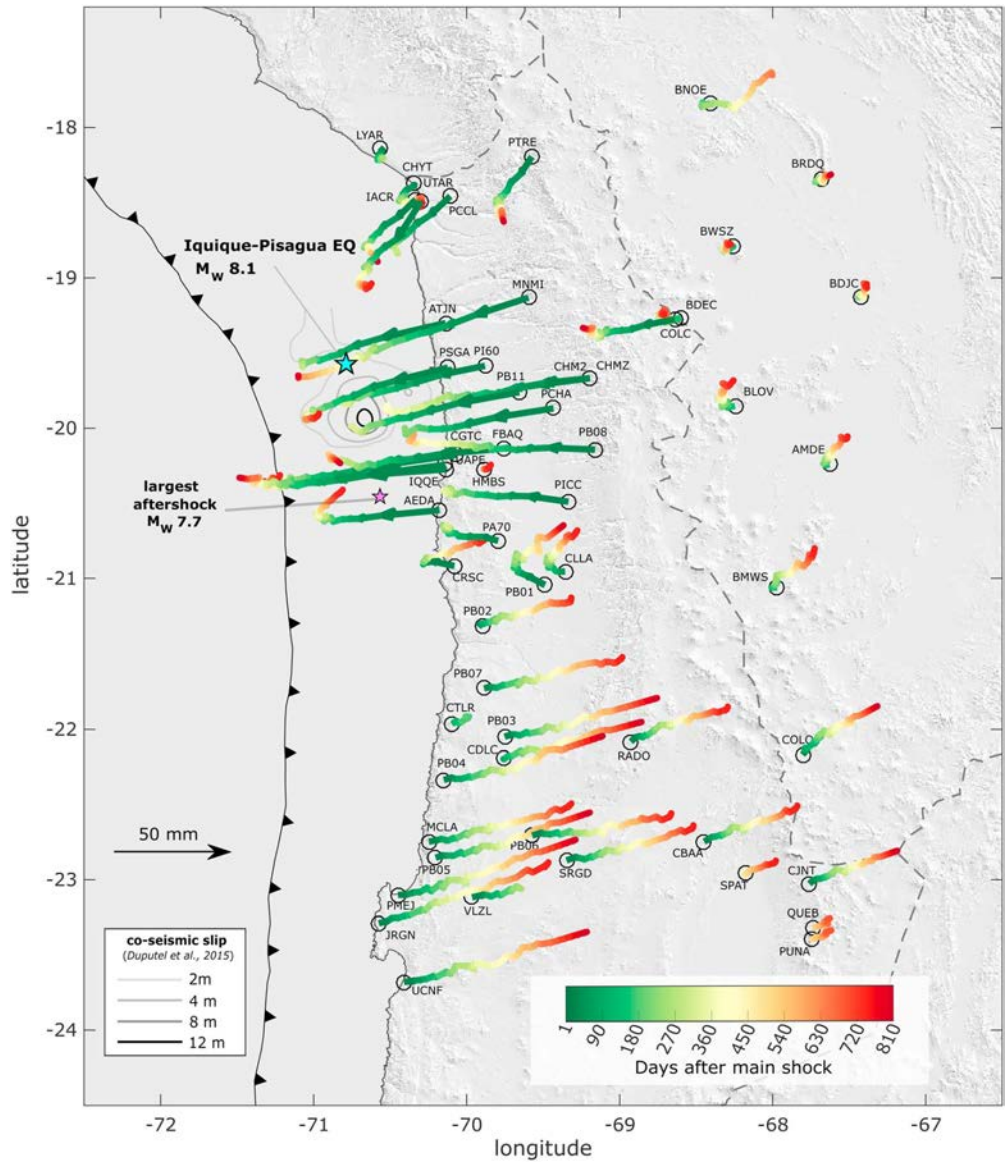 BNOE
-18
LYAR
PTRE
CHYT
UTAR
BRDQ
IACR
PCCL
BWSZ
Iquique-Pisagua EQ
Mw 8.1
-19
MNMI
BDJC
ATJN
BDEC
COLC
PSGA
PI60
CHM2
CHMZ
PB11
PCHA
BLOV
-20
CGTC
FBAQ
PB08
AMDE
JAPE
IQQE
HMBS
PICC
largest
aftershock
Mw 7.7
AEDA
PA70
-21
CRSC
CLLA
PB01
BMWS
latitude
PB02
PB07
-22
CTLR
PB03
CDLC
RADO
COLO
PB04
50 mm
MCLA
PB06
PB05
SRGD
CBAA
-23
SPAT
CJNT
PMEJ
VLZL
JRGN
QUEB
PUNA
co-seismic slip
(Duputel et al., 2015)
2m
4 m
8 m
12 m
UCNF
-24
1 90 180 270 360 450 540 630 720 810
Days after main shock
-72 -71 -70 -69 -68 -67
longitude